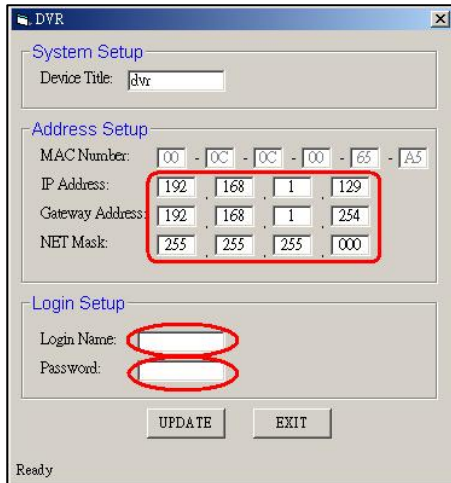 DVR
System Setup
Device Title: dvr
Address Setup
MAC Number: 00 - 0C - 0C - 00 - 65 - A5
IP Address: 192 . 168 . 1 . 129
Gateway Address: 192 . 168 . 1 . 254
NET Mask: 255 . 255 . 255 . 000
Login Setup
Login Name:
Password:
UPDATE EXIT
Ready